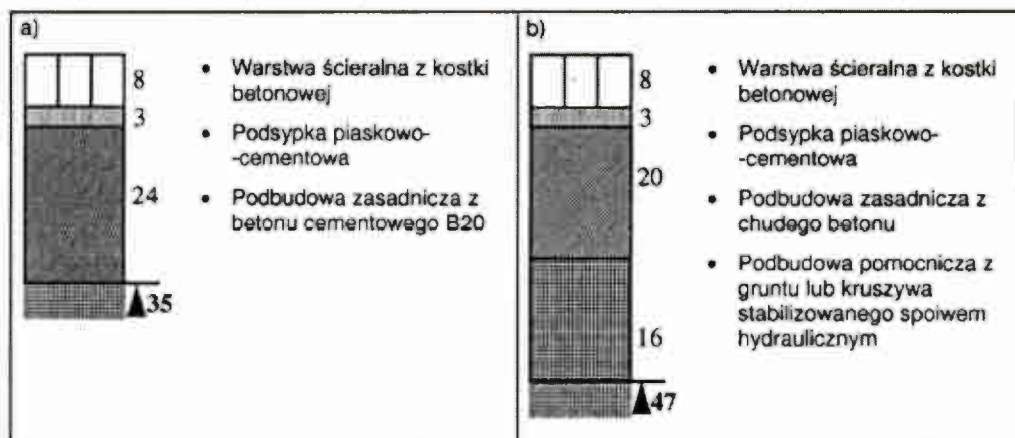 a)
8
3
24
35
• Warstwa ścieralna z kostki
betonowej
• Podsypka piaskowo-
-cementowa
• Podbudowa zasadnicza z
betonu cementowego B20
b)
8
3
20
16
47
• Warstwa ścieralna z kostki
betonowej
• Podsypka piaskowo-
-cementowa
• Podbudowa zasadnicza z
chudego betonu
• Podbudowa pomocnicza z
gruntu lub kruszywa
stabilizowanego spoiwem
hydraulicznym